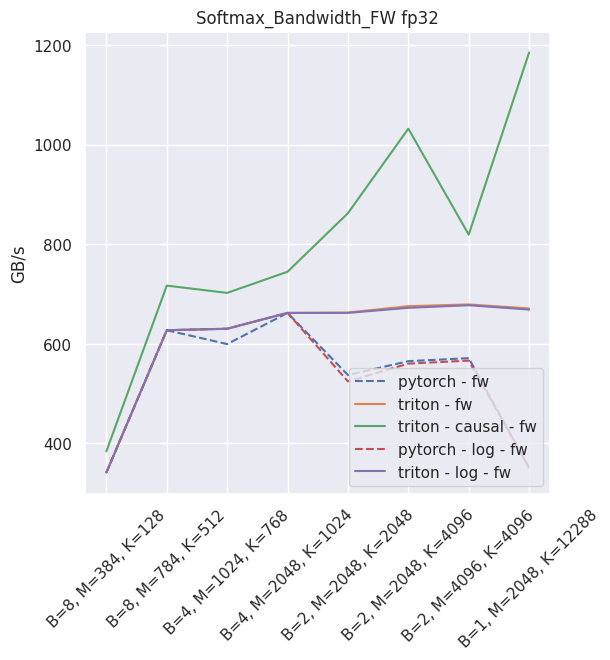 Softmax_Bandwidth_FW fp32
GB/s
1200
1000
800
600
400
pytorch - fw
triton - fw
triton - causal - fw
pytorch - log - fw
triton - log - fw
B=8, M=384, K=128
B=8, M=784, K=512
B=4, M=1024, K=768
B=4, M=2048, K=1024
B=2, M=2048, K=2048
B=2, M=2048, K=4096
B=2, M=4096, K=4096
B=1, M=2048, K=12288